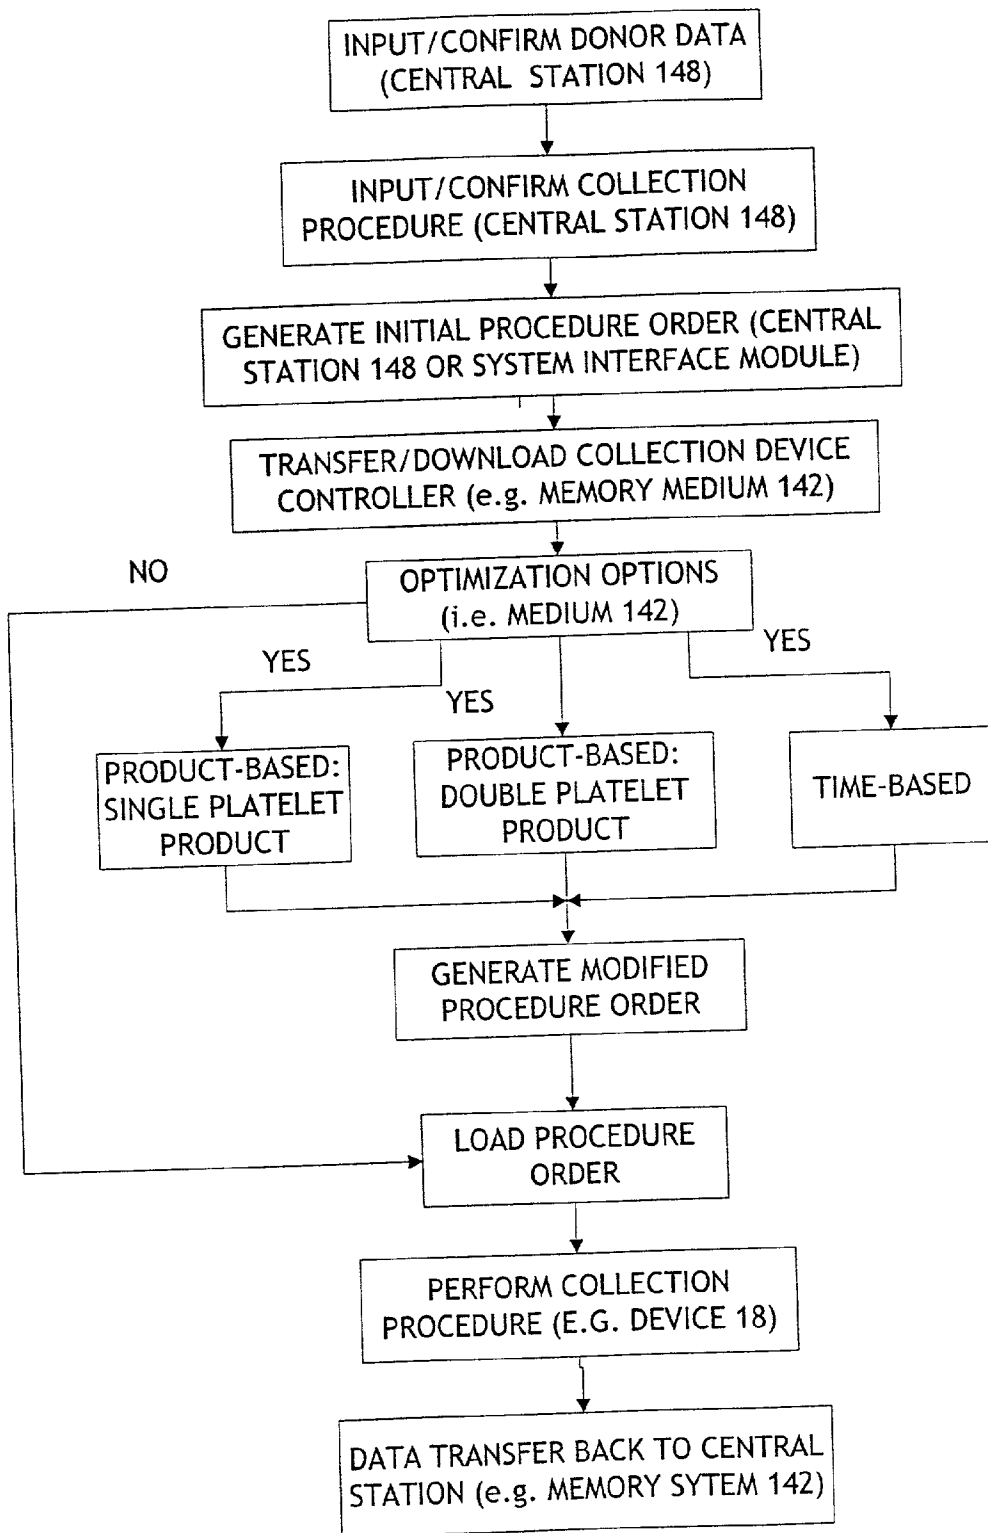 INPUT/CONFIRM DONOR DATA
(CENTRAL STATION 148)
INPUT/CONFIRM COLLECTION
PROCEDURE (CENTRAL STATION 148)
GENERATE INITIAL PROCEDURE ORDER (CENTRAL
STATION 148 OR SYSTEM INTERFACE MODULE)
TRANSFER/DOWNLOAD COLLECTION DEVICE
CONTROLLER (e.g. MEMORY MEDIUM 142)
NO
OPTIMIZATION OPTIONS
(i.e. MEDIUM 142)
YES
YES
YES
PRODUCT-BASED:
SINGLE PLATELET
PRODUCT
PRODUCT-BASED:
DOUBLE PLATELET
PRODUCT
TIME-BASED
GENERATE MODIFIED
PROCEDURE ORDER
LOAD PROCEDURE
ORDER
PERFORM COLLECTION
PROCEDURE (E.G. DEVICE 18)
DATA TRANSFER BACK TO CENTRAL
STATION (e.g. MEMORY SYTEM 142)